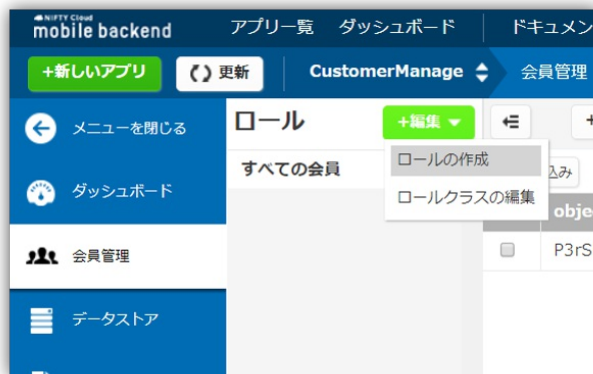 NIFTY Cloud
mobile backend
アプリ一覧 ダッシュボード ドキュメン
+新しいアプリ 更新 CustomerManage 会員管理
メニューを閉じる
ダッシュボード
会員管理
データストア
ロール
+編集
+
すべての会員
ロールの作成
ロールクラスの編集
込み
obje
P3rS